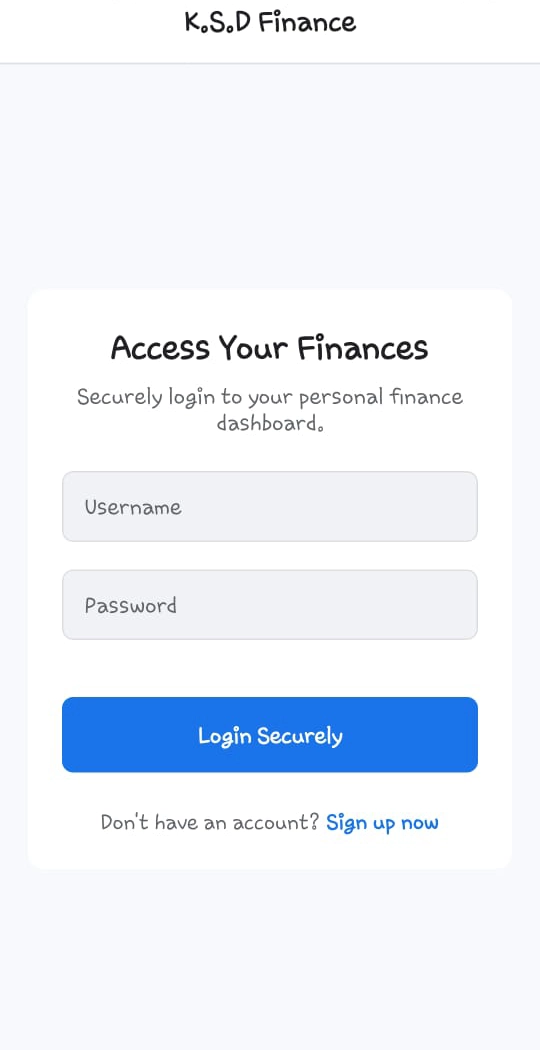 K.S.D Finance
Access Your Finances
Securely login to your personal finance
dashboard.
Username
Password
Login Securely
Don't have an account? Sign up now